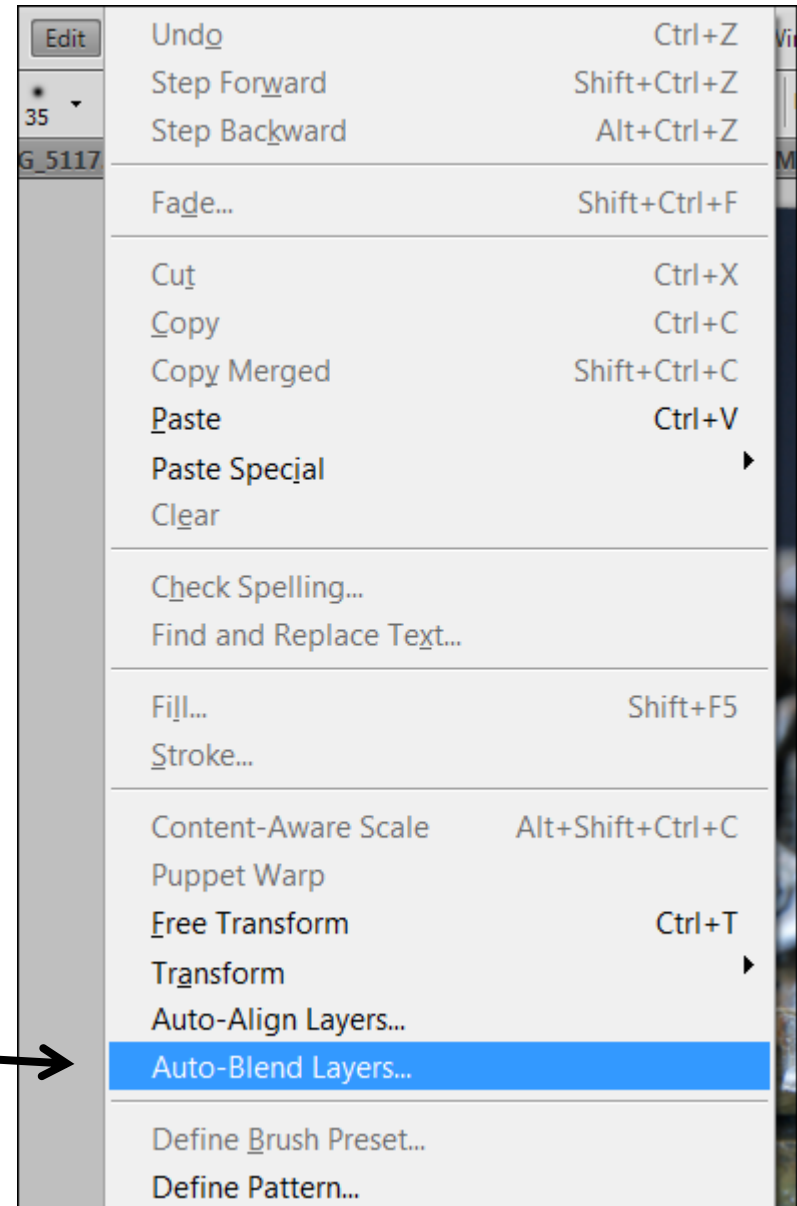 Edit
Undo Ctrl+Z
Step Forward Shift+Ctrl+Z
35
Step Backward Alt+Ctrl+Z
G_5117
Fade... Shift+Ctrl+F
Cut Ctrl+X
Copy Ctrl+C
Copy Merged Shift+Ctrl+C
Paste Ctrl+V
Paste Special
Clear
Check Spelling...
Find and Replace Text...
Fill... Shift+F5
Stroke...
Content-Aware Scale Alt+Shift+Ctrl+C
Puppet Warp
Free Transform Ctrl+T
Transform
Auto-Align Layers...
Auto-Blend Layers...
Define Brush Preset...
Define Pattern...